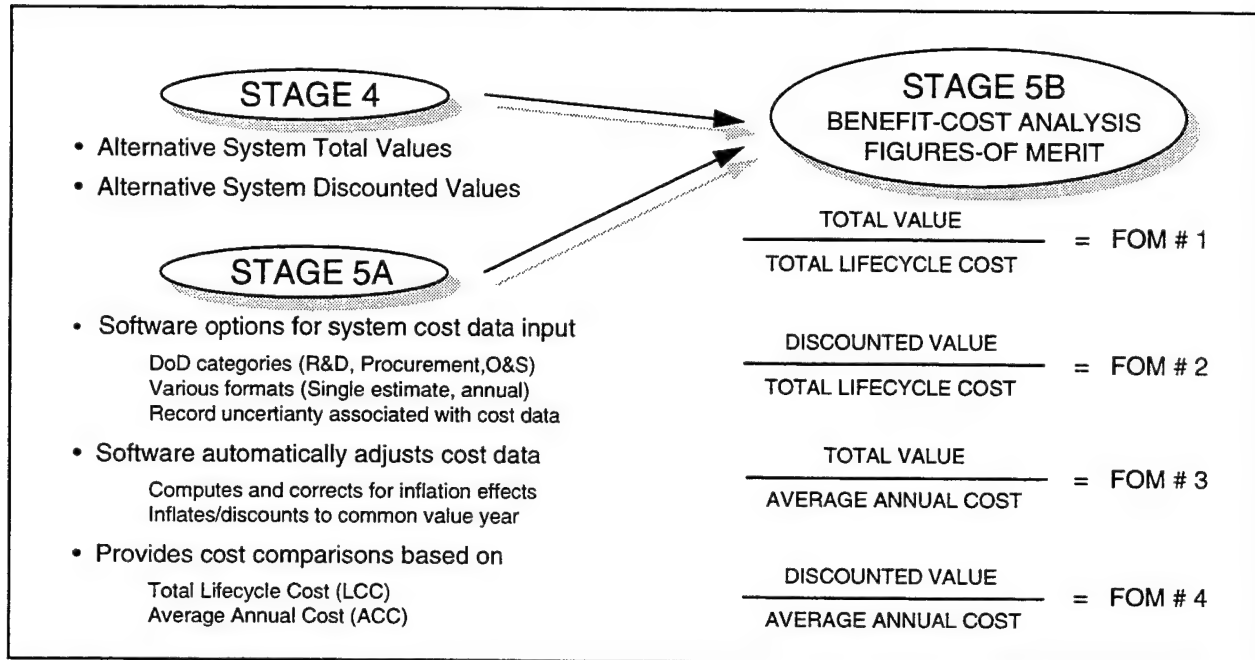 STAGE 4
• Alternative System Total Values
• Alternative System Discounted Values
STAGE 5A
• Software options for system cost data input
DoD categories (R&D, Procurement,O&S)
Various formats (Single estimate, annual)
Record uncertianty associated with cost data
• Software automatically adjusts cost data
Computes and corrects for inflation effects
Inflates/discounts to common value year
• Provides cost comparisons based on
Total Lifecycle Cost (LCC)
Average Annual Cost (ACC)
STAGE 5B
BENEFIT-COST ANALYSIS
FIGURES-OF MERIT
TOTAL VALUE
TOTAL LIFECYCLE COST
= FOM # 1
DISCOUNTED VALUE
TOTAL LIFECYCLE COST
= FOM # 2
TOTAL VALUE
AVERAGE ANNUAL COST
= FOM # 3
DISCOUNTED VALUE
AVERAGE ANNUAL COST
= FOM # 4